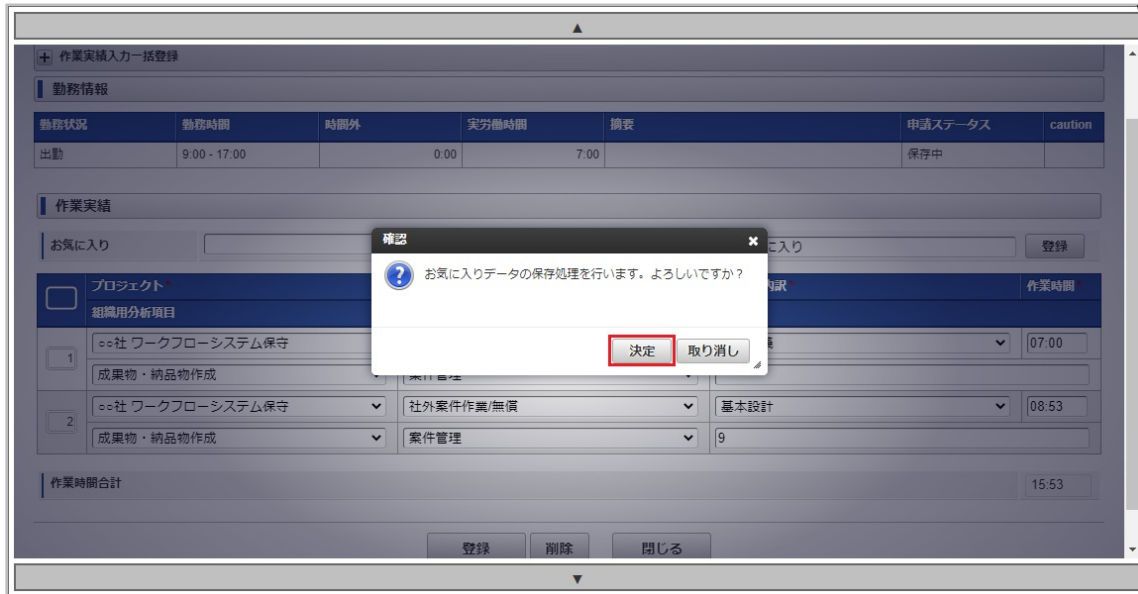 ▲
作業実績入力一括登録
勤務情報
勤務状況 勤務時間 時間外 実労働時間 摘要 申請ステータス caution
出勤 9:00 - 17:00 0:00 7:00 保存中
作業実績
お気に入り に入り 登録
確認
お気に入りデータの保存処理を行います。よろしいですか？
決定 取り消し
プロジェクト* 内訳* 作業時間*
組織用分析項目
1 ○○社 ワークフローシステム保守 07:00
成果物・納品物作成 案件管理
2 ○○社 ワークフローシステム保守 社外案件作業/無償 基本設計 08:53
成果物・納品物作成 案件管理 9
作業時間合計 15:53
登録 削除 閉じる
▼